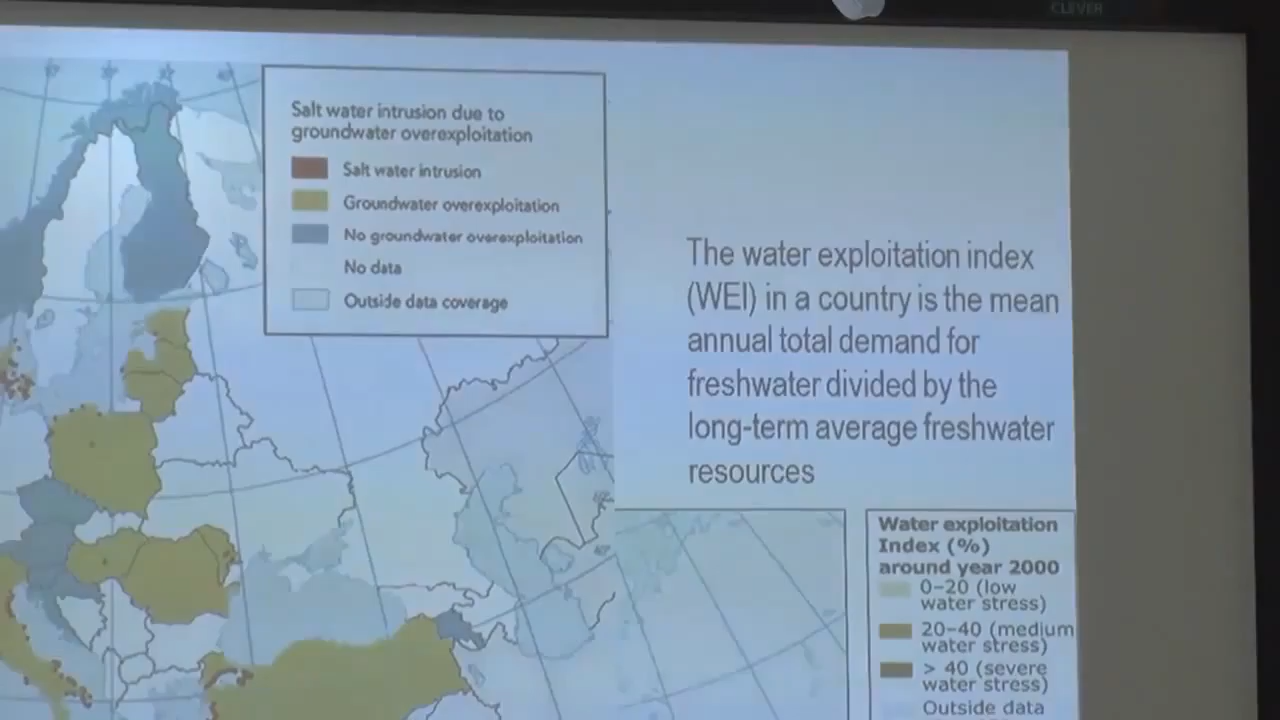 CLEVER
Salt water intrusion due to
groundwater overexploitation
Salt water intrusion
Groundwater overexploitation
No groundwater overexploitation
No data
Outside data coverage
The water exploitation index
(WEI) in a country is the mean
annual total demand for
freshwater divided by the
long-term average freshwater
resources
Water exploitation
Index (%)
around year 2000
0–20 (low
water stress)
20–40 (medium
water stress)
> 40 (severe
water stress)
Outside data